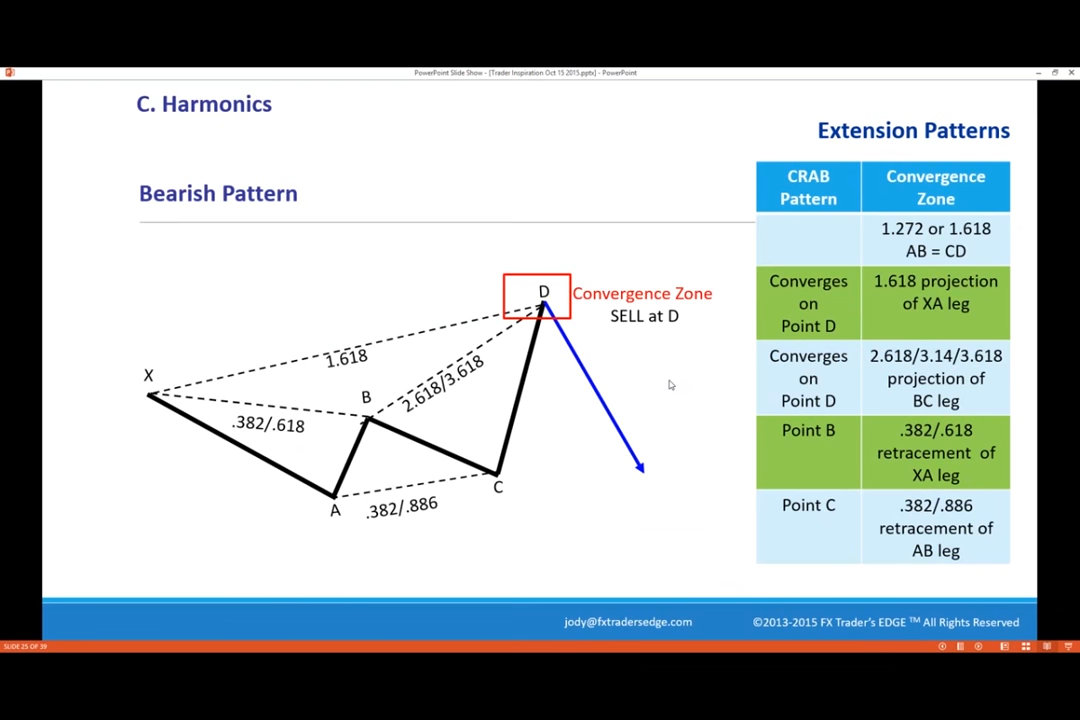 PowerPoint Slide Show - [Trader Inspiration Oct 15 2015.pptx] - PowerPoint
C. Harmonics
Extension Patterns
Bearish Pattern
CRAB
Pattern
Convergence
Zone
1.272 or 1.618
AB = CD
Converges
on
Point D
1.618 projection
of XA leg
Converges
on
Point D
2.618/3.14/3.618
projection of
BC leg
Point B
.382/.618
retracement of
XA leg
Point C
.382/.886
retracement of
AB leg
D
Convergence Zone
SELL at D
1.618
X
2.618/3.618
B
.382/.618
C
A
.382/.886
jody@fxtradersedge.com
©2013-2015 FX Trader's EDGE ™ All Rights Reserved
SLIDE 25 OF 39